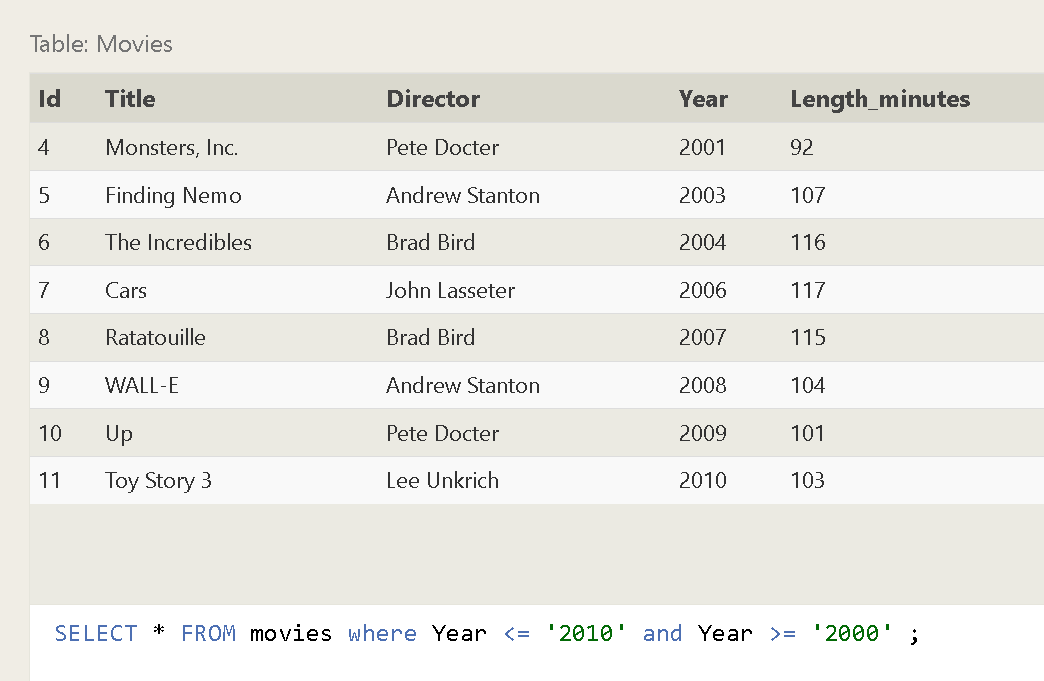 Table: Movies
Id Title Director Year Length_minutes
4 Monsters, Inc. Pete Docter 2001 92
5 Finding Nemo Andrew Stanton 2003 107
6 The Incredibles Brad Bird 2004 116
7 Cars John Lasseter 2006 117
8 Ratatouille Brad Bird 2007 115
9 WALL-E Andrew Stanton 2008 104
10 Up Pete Docter 2009 101
11 Toy Story 3 Lee Unkrich 2010 103
SELECT * FROM movies where Year <= '2010' and Year >= '2000' ;